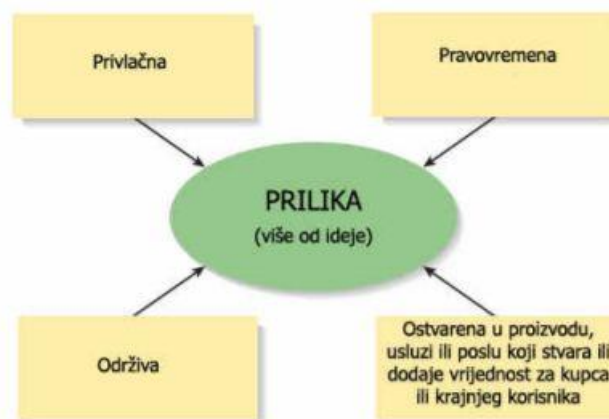 Privlačna
Pravovremena
PRILIKA
(više od ideje)
Održiva
Ostvarena u proizvodu,
usluzi ili poslu koji stvara ili
dodaje vrijednost za kupca
ili krajnjeg korisnika